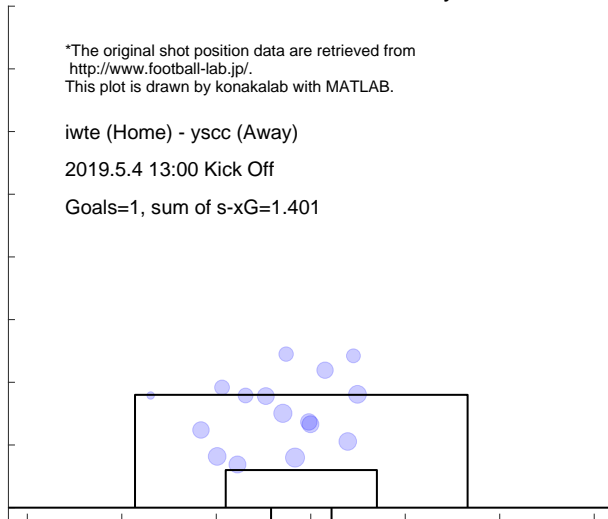 *The original shot position data are retrieved from
http://www.football-lab.jp/.
This plot is drawn by konakalab with MATLAB.
iwte (Home) - yscc (Away)
2019.5.4 13:00 Kick Off
Goals=1, sum of s-xG=1.401